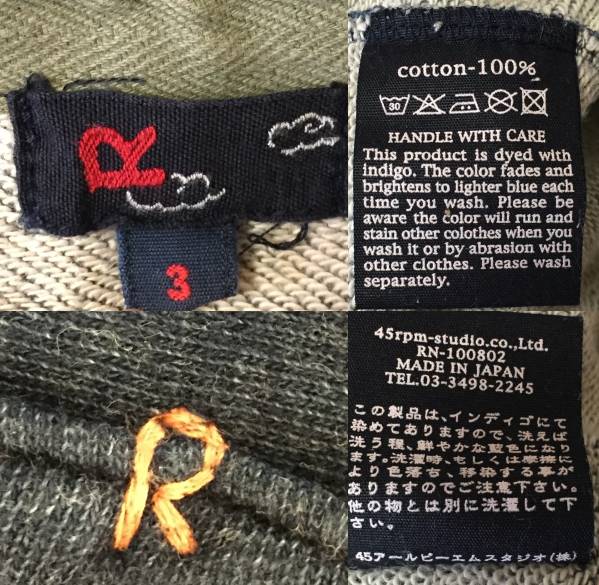 R
3
cotton-100%
30
HANDLE WITH CARE
This product is dyed with
indigo. The color fades and
brightens to lighter blue each
time you wash. Please be
aware the color will run and
stain other colothes when you
wash it or by abrasion with
other clothes. Please wash
separately.
R
45rpm-studio.co.,Ltd.
RN-100802
MADE IN JAPAN
TEL.03-3498-2245
この製品は、インディゴにて
染めてありますので、洗えば
洗う程、鮮やかな藍色になり
ます。洗濯時、もしくは摩擦に
より色落ち、移染する事が
ありますのでご注意下さい。
他の物とは別に洗濯して下
さい。
45アールピーエムスタジオ(株)